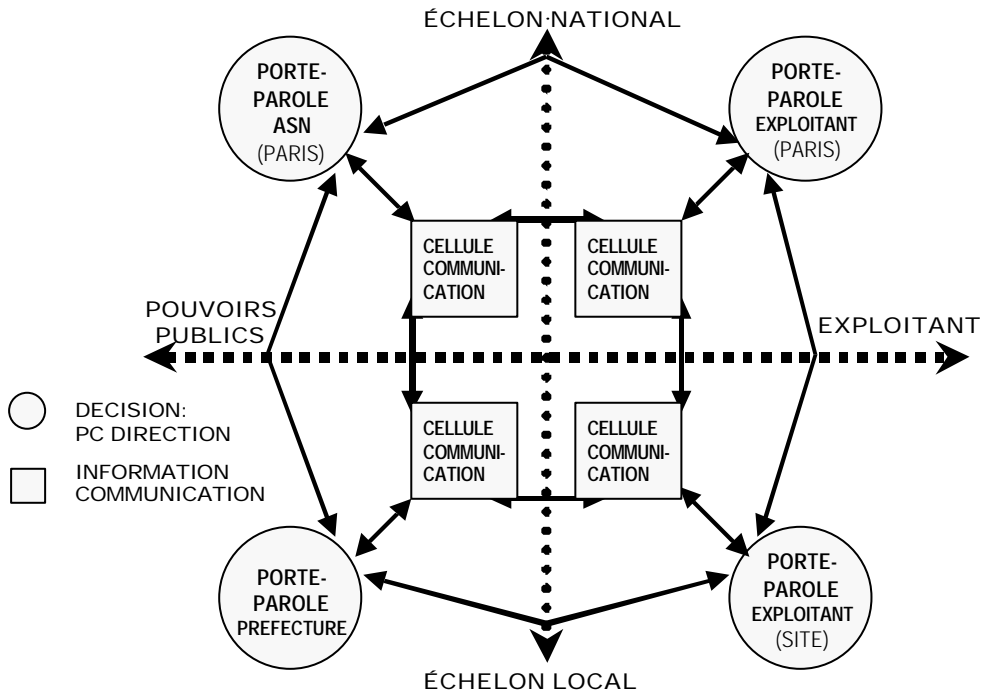 ÉCHELON NATIONAL
PORTE-
PAROLE
ASN
(PARIS)
PORTE-
PAROLE
EXPLOITANT
(PARIS)
CELLULE
COMMUNI-
CATION
CELLULE
COMMUNI-
CATION
POUVOIRS
PUBLICS
EXPLOITANT
DECISION:
PC DIRECTION
INFORMATION
COMMUNICATION
CELLULE
COMMUNI-
CATION
CELLULE
COMMUNI-
CATION
PORTE-
PAROLE
PREFECTURE
PORTE-
PAROLE
EXPLOITANT
(SITE)
ÉCHELON LOCAL